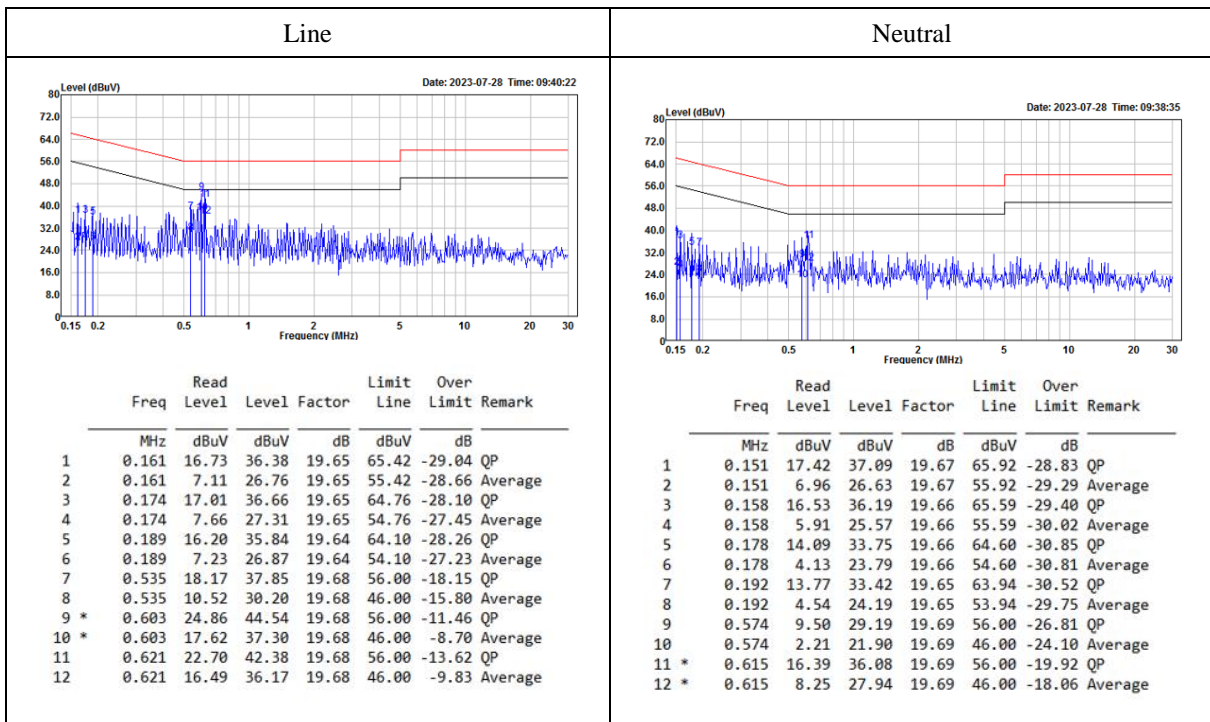 Line
Neutral
Date: 2023-07-28 Time: 09:40:22
Level (dBuV)
80
72.0
64.0
56.0
48.0
40.0
32.0
24.0
16.0
8.0
0
0.15 0.2 0.5 1 2 5 10 20 30
Frequency (MHz)
Read Limit Over
Freq Level Level Factor Line Limit Remark
MHz dBuV dBuV dB dBuV dB
1 0.161 16.73 36.38 19.65 65.42 -29.04 QP
2 0.161 7.11 26.76 19.65 55.42 -28.66 Average
3 0.174 17.01 36.66 19.65 64.76 -28.10 QP
4 0.174 7.66 27.31 19.65 54.76 -27.45 Average
5 0.189 16.20 35.84 19.64 64.10 -28.26 QP
6 0.189 7.23 26.87 19.64 54.10 -27.23 Average
7 0.535 18.17 37.85 19.68 56.00 -18.15 QP
8 0.535 10.52 30.20 19.68 46.00 -15.80 Average
9 * 0.603 24.86 44.54 19.68 56.00 -11.46 QP
10 * 0.603 17.62 37.30 19.68 46.00 -8.70 Average
11 0.621 22.70 42.38 19.68 56.00 -13.62 QP
12 0.621 16.49 36.17 19.68 46.00 -9.83 Average
Date: 2023-07-28 Time: 09:38:35
Level (dBuV)
80
72.0
64.0
56.0
48.0
40.0
32.0
24.0
16.0
8.0
0
0.15 0.2 0.5 1 2 5 10 20 30
Frequency (MHz)
Read Limit Over
Freq Level Level Factor Line Limit Remark
MHz dBuV dBuV dB dBuV dB
1 0.151 17.42 37.09 19.67 65.92 -28.83 QP
2 0.151 6.96 26.63 19.67 55.92 -29.29 Average
3 0.158 16.53 36.19 19.66 65.59 -29.40 QP
4 0.158 5.91 25.57 19.66 55.59 -30.02 Average
5 0.178 14.09 33.75 19.66 64.60 -30.85 QP
6 0.178 4.13 23.79 19.66 54.60 -30.81 Average
7 0.192 13.77 33.42 19.65 63.94 -30.52 QP
8 0.192 4.54 24.19 19.65 53.94 -29.75 Average
9 0.574 9.50 29.19 19.69 56.00 -26.81 QP
10 0.574 2.21 21.90 19.69 46.00 -24.10 Average
11 * 0.615 16.39 36.08 19.69 56.00 -19.92 QP
12 * 0.615 8.25 27.94 19.69 46.00 -18.06 Average